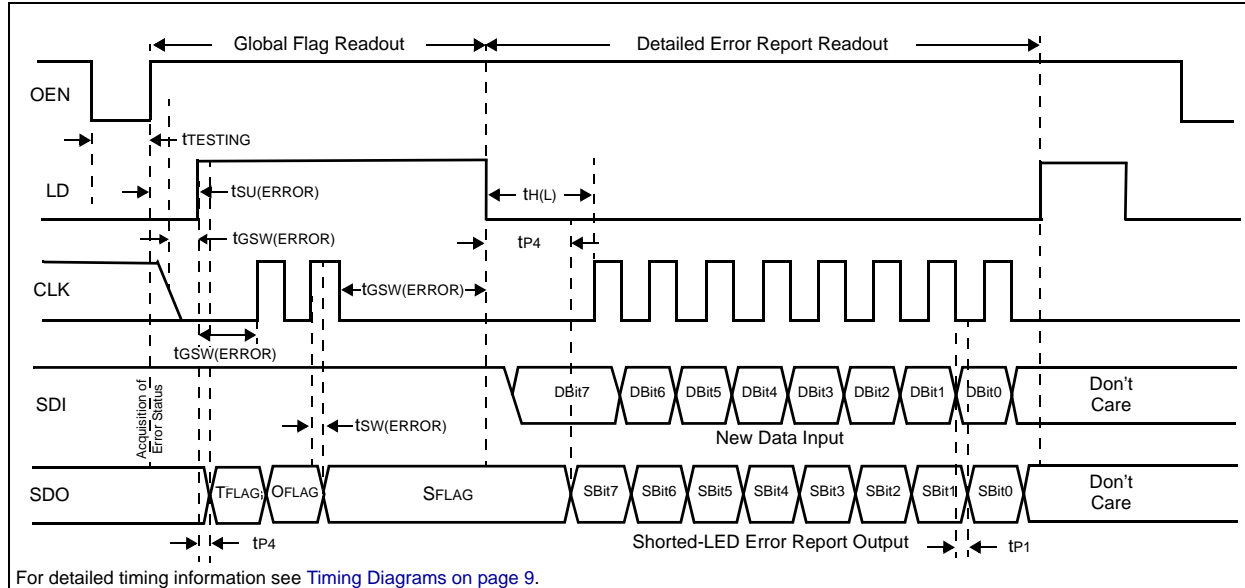 Global Flag Readout
Detailed Error Report Readout
OEN
tTESTING
LD
tSU(ERROR)
tH(L)
tGSW(ERROR)
tP4
CLK
tGSW(ERROR)
tGSW(ERROR)
Acquisition of
Error Status
SDI
DBit7 DBit6 DBit5 DBit4 DBit3 DBit2 DBit1 DBit0
Don't
Care
tSW(ERROR)
New Data Input
SDO
TFLAG OFLAG SFLAG SBit7 SBit6 SBit5 SBit4 SBit3 SBit2 SBit1 SBit0
Don't
Care
tP4
Shorted-LED Error Report Output
tP1
For detailed timing information see Timing Diagrams on page 9.